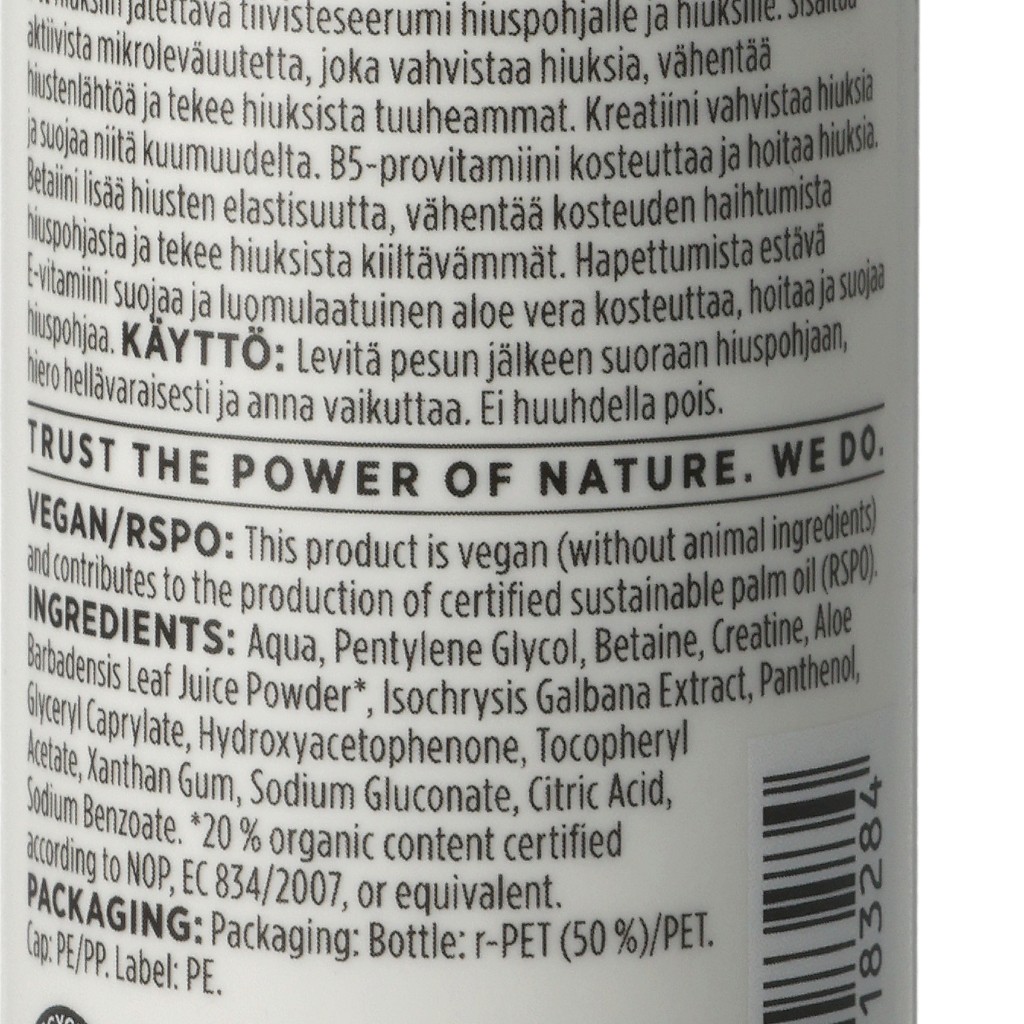 jätettävä tiivisteseerumi hiuspohjalle ja hiuksille. Sisältää
aktiivista mikroleväuutetta, joka vahvistaa hiuksia, vähentää
hiustenlähtöä ja tekee hiuksista tuuheammat. Kreatiini vahvistaa hiuksia
ja suojaa niitä kuumuudelta. B5-provitamiini kosteuttaa ja hoitaa hiuksia.
Betaiini lisää hiusten elastisuutta, vähentää kosteuden haihtumista
hiuspohjasta ja tekee hiuksista kiiltävämmät. Hapettumista estävä
E-vitamiini suojaa ja luomulaatuinen aloe vera kosteuttaa, hoitaa ja suojaa
hiuspohjaa. KÄYTTÖ: Levitä pesun jälkeen suoraan hiuspohjaan,
hiero hellävaraisesti ja anna vaikuttaa. Ei huuhdella pois.
TRUST THE POWER OF NATURE. WE DO.
VEGAN/RSPO: This product is vegan (without animal ingredients)
and contributes to the production of certified sustainable palm oil (RSPO).
INGREDIENTS: Aqua, Pentylene Glycol, Betaine, Creatine, Aloe
Barbadensis Leaf Juice Powder*, Isochrysis Galbana Extract, Panthenol,
Glyceryl Caprylate, Hydroxyacetophenone, Tocopheryl
Acetate, Xanthan Gum, Sodium Gluconate, Citric Acid,
Sodium Benzoate. *20 % organic content certified
according to NOP, EC 834/2007, or equivalent.
PACKAGING: Packaging: Bottle: r-PET (50 %)/PET.
Cap: PE/PP. Label: PE.
183284